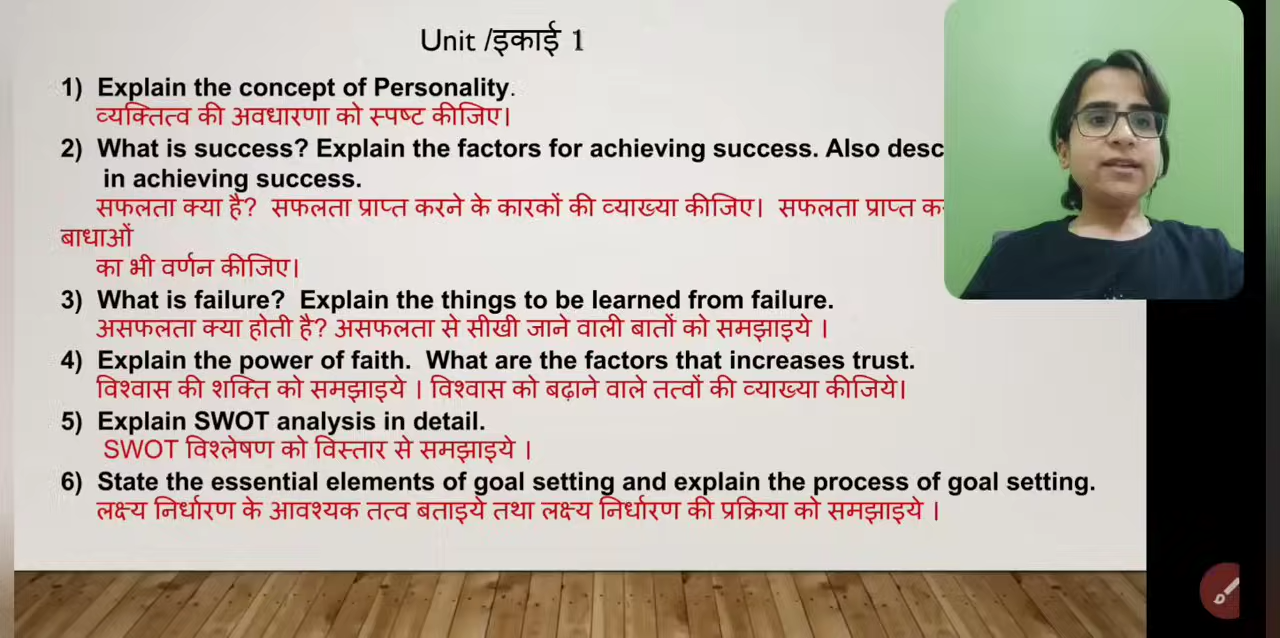 Unit /इकाई 1
1) Explain the concept of Personality.
व्यक्तित्व की अवधारणा को स्पष्ट कीजिए।
2) What is success? Explain the factors for achieving success. Also
in achieving success.
सफलता क्या है? सफलता प्राप्त करने के कारकों की व्याख्या कीजिए। सफलता प्राप्त
बाधाओं
का भी वर्णन कीजिए।
3) What is failure? Explain the things to be learned from failure.
असफलता क्या होती है? असफलता से सीखी जाने वाली बातों को समझाइये ।
4) Explain the power of faith. What are the factors that increases trust.
विश्वास की शक्ति को समझाइये । विश्वास को बढ़ाने वाले तत्वों की व्याख्या कीजिये।
5) Explain SWOT analysis in detail.
SWOT विश्लेषण को विस्तार से समझाइये ।
6) State the essential elements of goal setting and explain the process of goal setting.
लक्ष्य निर्धारण के आवश्यक तत्व बताइये तथा लक्ष्य निर्धारण की प्रक्रिया को समझाइये ।